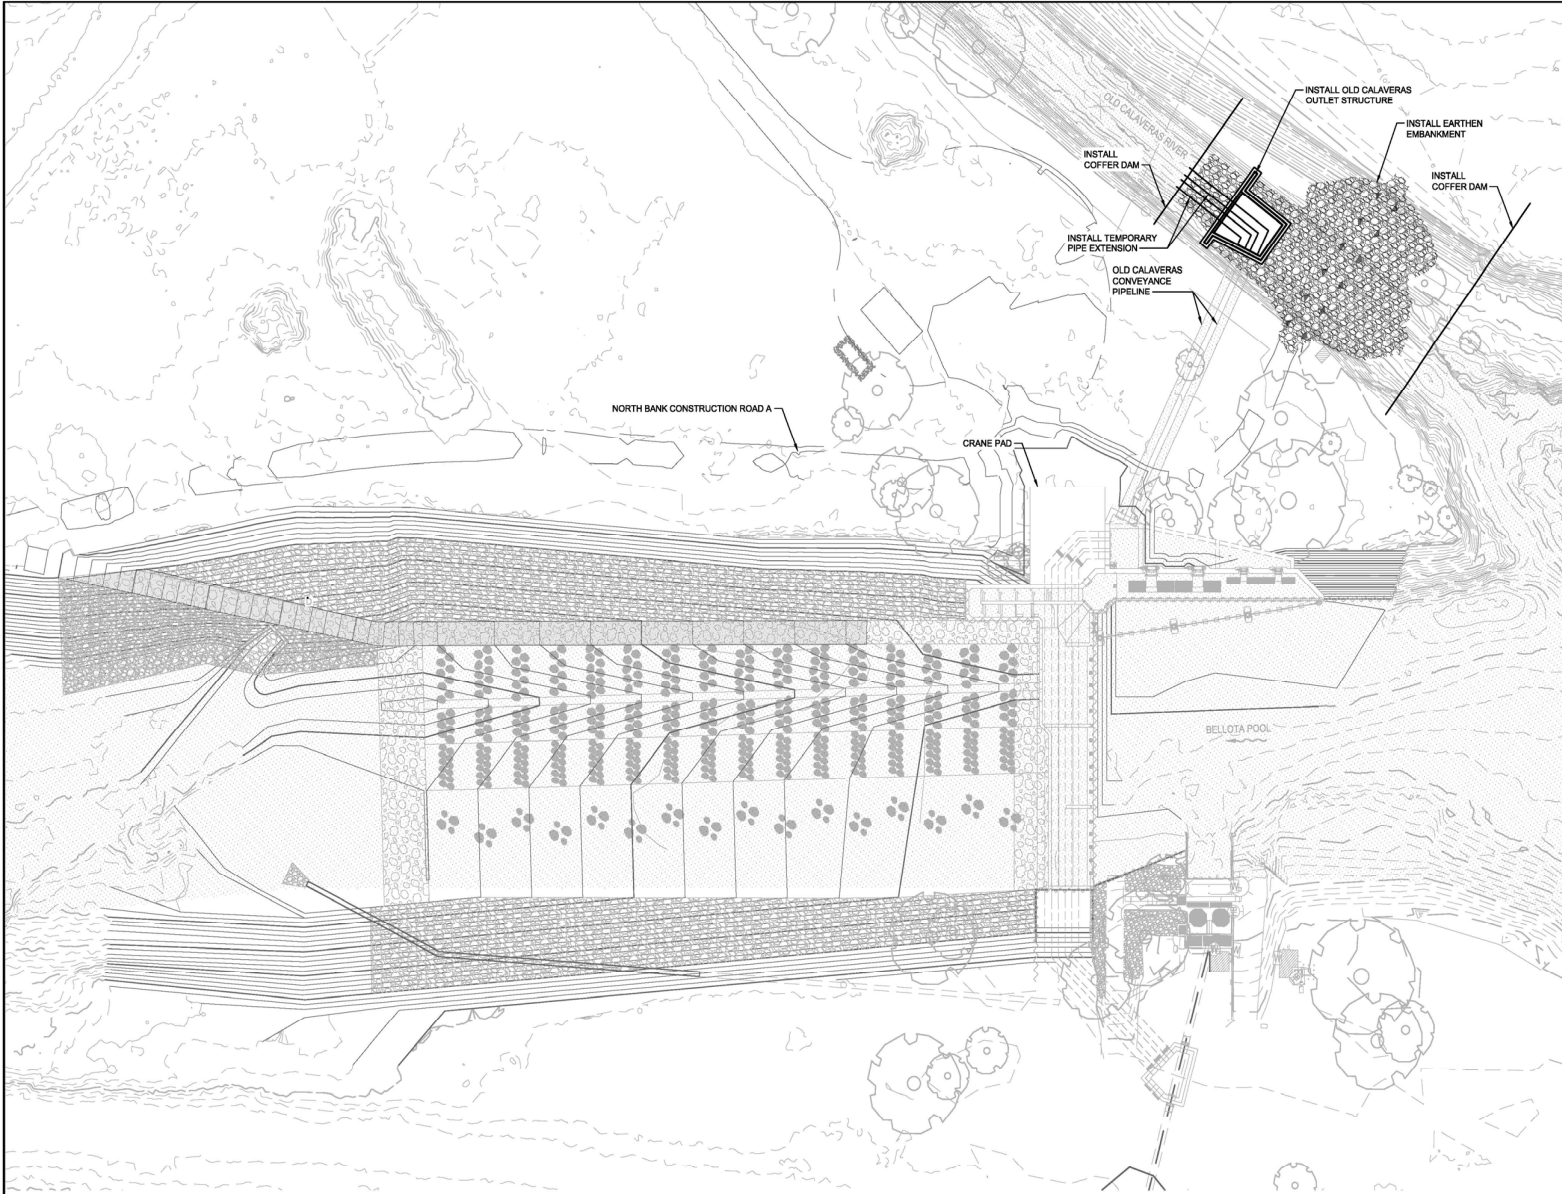 INSTALL OLD CALAVERAS
OUTLET STRUCTURE
OLD CALAVERAS RIVER
INSTALL EARTHEN
EMBANKMENT
INSTALL
COFFER DAM
INSTALL
COFFER DAM
INSTALL TEMPORARY
PIPE EXTENSION
OLD CALAVERAS
CONVEYANCE
PIPELINE
NORTH BANK CONSTRUCTION ROAD A
CRANE PAD
BELLOTA POOL